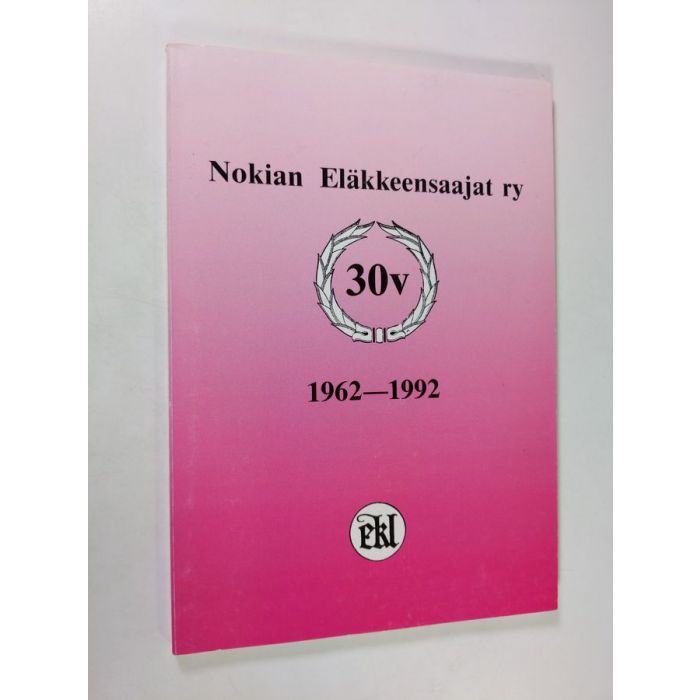 Nokian Eläkkeensaajat ry
30v
1962—1992
ekl